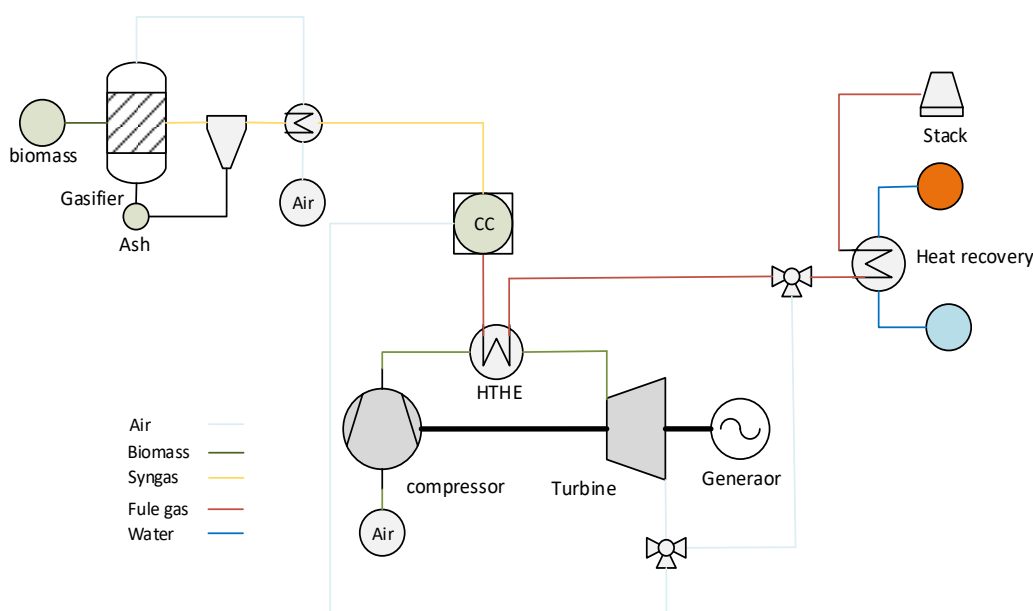 biomass
Gasifier
Ash
Air
CC
Stack
Heat recovery
HTHE
compressor
Turbine
Generaor
Air
Air
Biomass
Syngas
Fule gas
Water